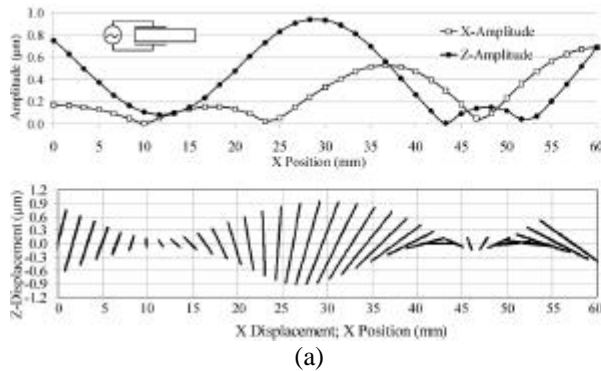 1.0
0.8
0.6
0.4
0.2
0.0
Amplitude (μm)
X-Amplitude
Z-Amplitude
0 5 10 15 20 25 30 35 40 45 50 55 60
X Position (mm)
1.2
0.9
0.6
0.3
0.0
-0.3
-0.6
-0.9
-1.2
Z-Displacement (μm)
0 5 10 15 20 25 30 35 40 45 50 55 60
X Displacement; X Position (mm)
(a)